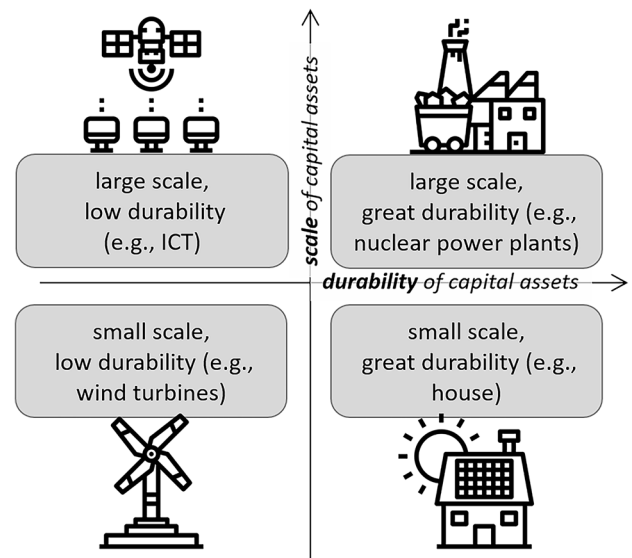 large scale,
low durability
(e.g., ICT)
scale of capital assets
large scale,
great durability (e.g.,
nuclear power plants)
durability of capital assets
small scale,
low durability (e.g.,
wind turbines)
small scale,
great durability (e.g.,
house)